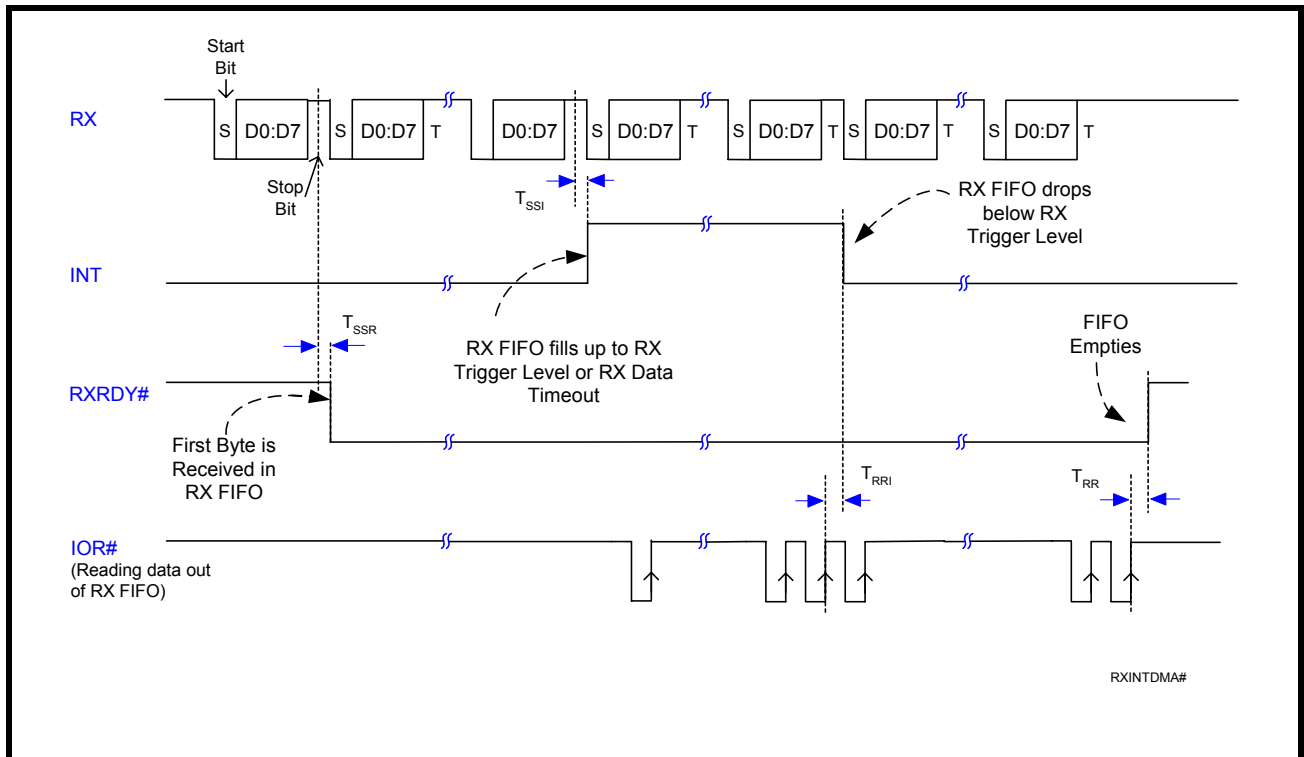 Start
Bit
RX
S D0:D7 S D0:D7 T D0:D7 S D0:D7 T S D0:D7 T S D0:D7 T S D0:D7 T
Stop
Bit
TSSI
RX FIFO drops
below RX
Trigger Level
INT
TSSR
RX FIFO fills up to RX
Trigger Level or RX Data
Timeout
FIFO
Empties
RXRDY#
First Byte is
Received in
RX FIFO
TRRI
TRR
IOR#
(Reading data out
of RX FIFO)
RXINTDMA#